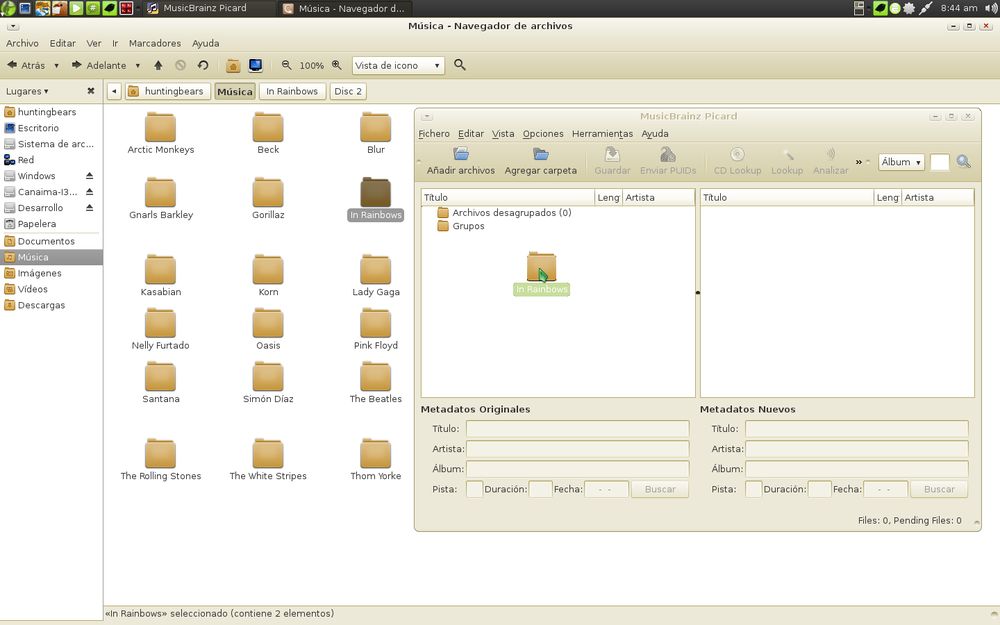 MusicBrainz Picard
Música - Navegador d...
8:44 am
Música - Navegador de archivos
Archivo Editar Ver Ir Marcadores Ayuda
Atrás Adelante 100% Vista de icono
Lugares huntingbears Música In Rainbows Disc 2
huntingbears
Escritorio
Sistema de arc...
Red
Windows
Canaima-I3...
Desarrollo
Papelera
Documentos
Música
Imágenes
Vídeos
Descargas
Arctic Monkeys Beck Blur
Gnarls Barkley Gorillaz In Rainbows
Kasabian Korn Lady Gaga
Nelly Furtado Oasis Pink Floyd
Santana Simón Díaz The Beatles
The Rolling Stones The White Stripes Thom Yorke
MusicBrainz Picard
Fichero Editar Vista Opciones Herramientas Ayuda
Añadir archivos Agregar carpeta Guardar Enviar PUIDs CD Lookup Lookup Analizar » Álbum
Título Leng Artista Título Leng Artista
Archivos desagrupados (0)
Grupos
In Rainbows
Metadatos Originales Metadatos Nuevos
Título: Título:
Artista: Artista:
Álbum: Álbum:
Pista: Duración: Fecha: - - Buscar Pista: Duración: Fecha: - - Buscar
Files: 0, Pending Files: 0
«In Rainbows» seleccionado (contiene 2 elementos)